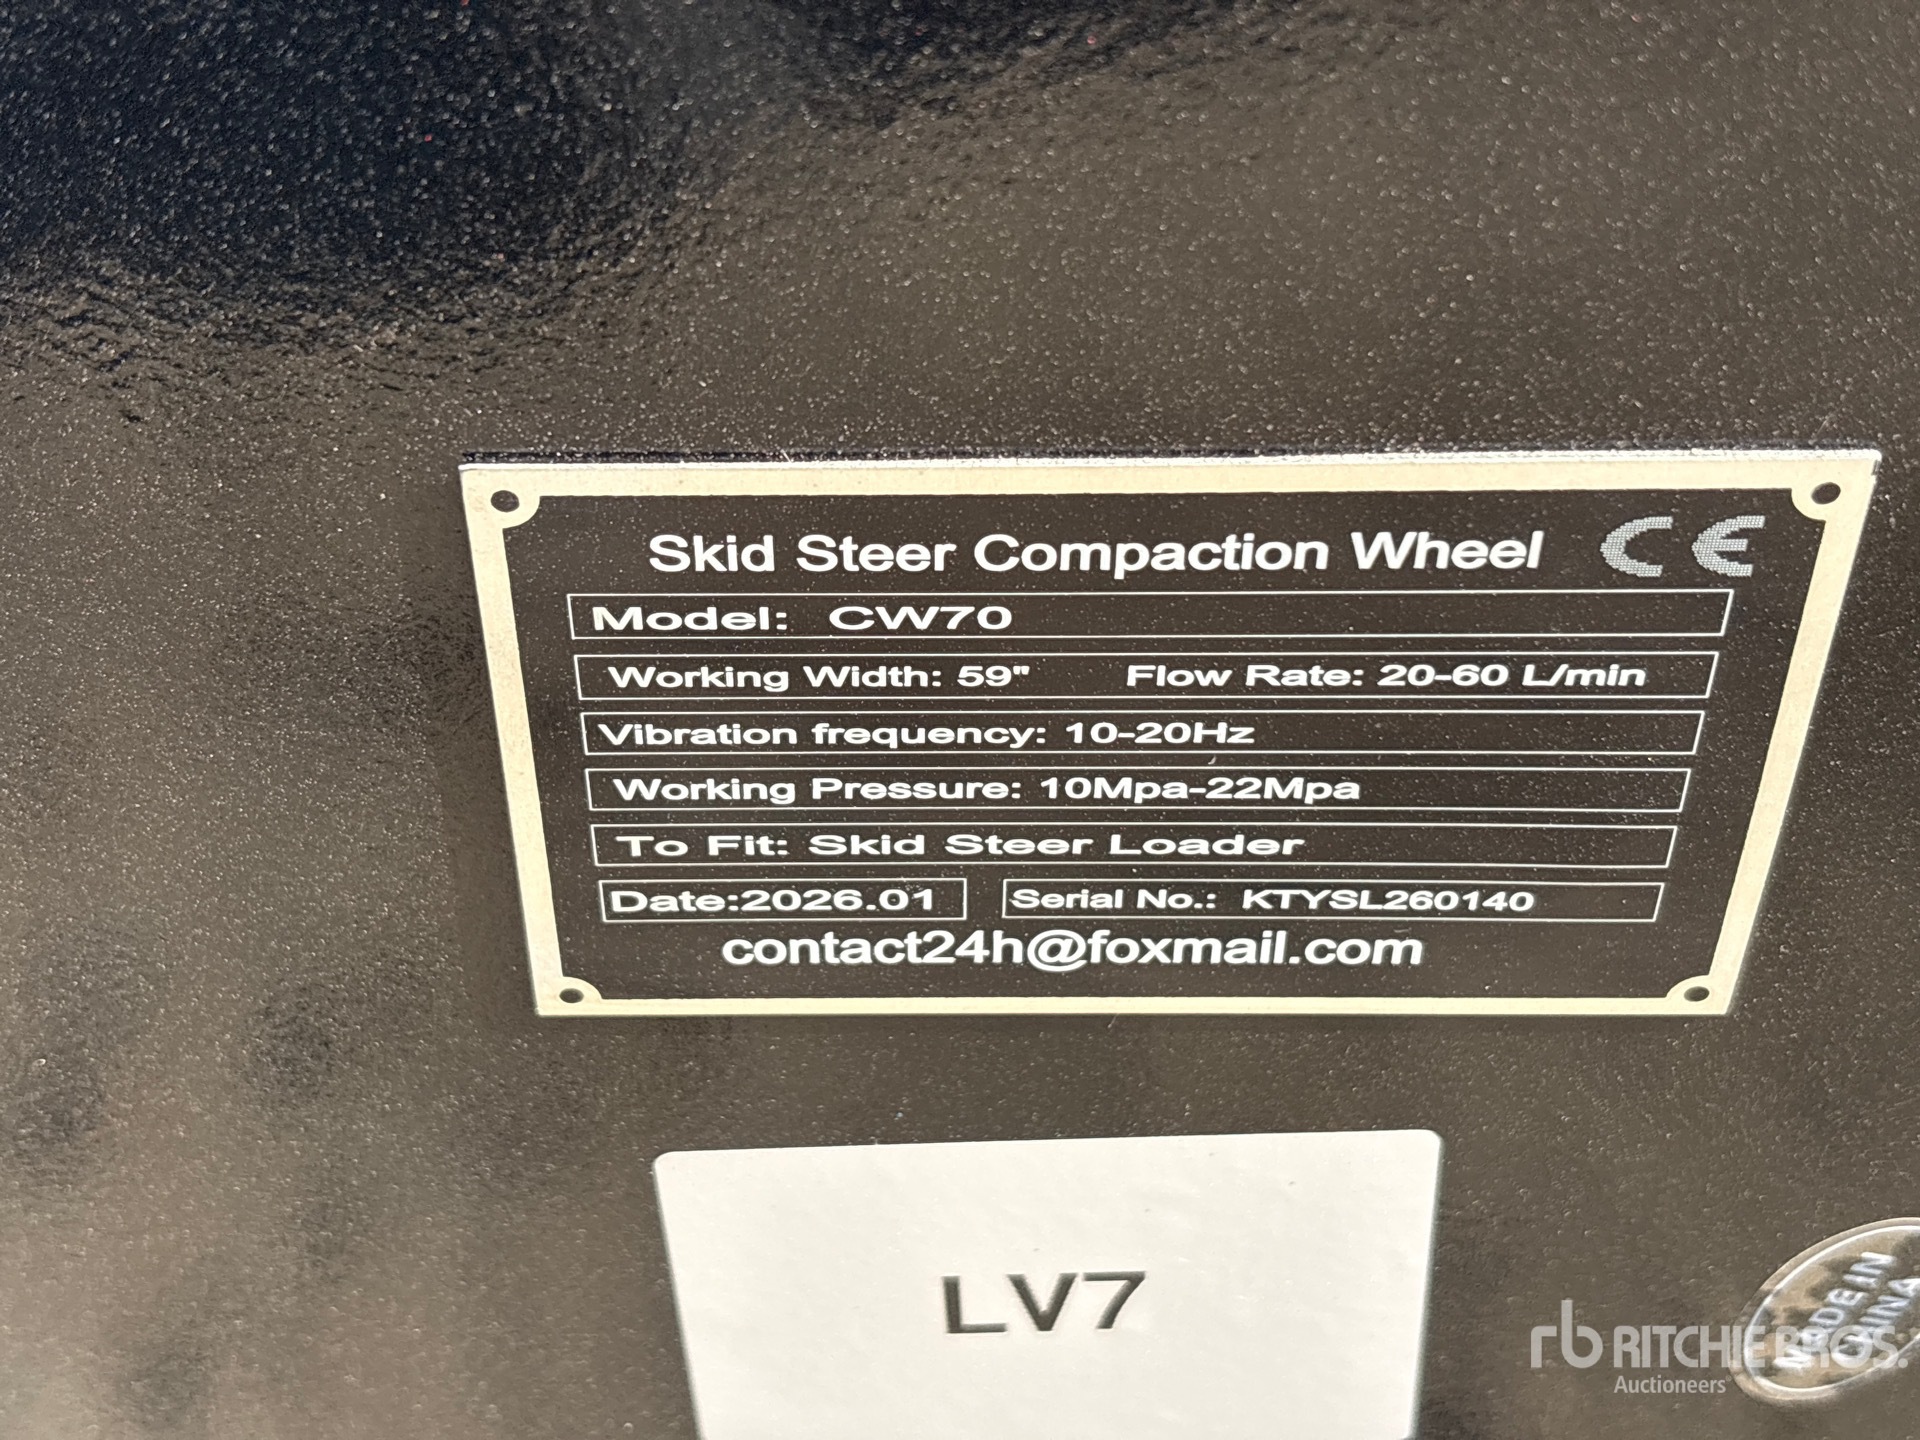 Skid Steer Compaction Wheel CE
Model: CW70
Working Width: 59" Flow Rate: 20-60 L/min
Vibration frequency: 10-20Hz
Working Pressure: 10Mpa-22Mpa
To Fit: Skid Steer Loader
Date:2026.01 Serial No.: KTYSL260140
contact24h@foxmail.com
LV7
MADE IN
CHINA
rb RITCHIE BROS.
Auctioneers